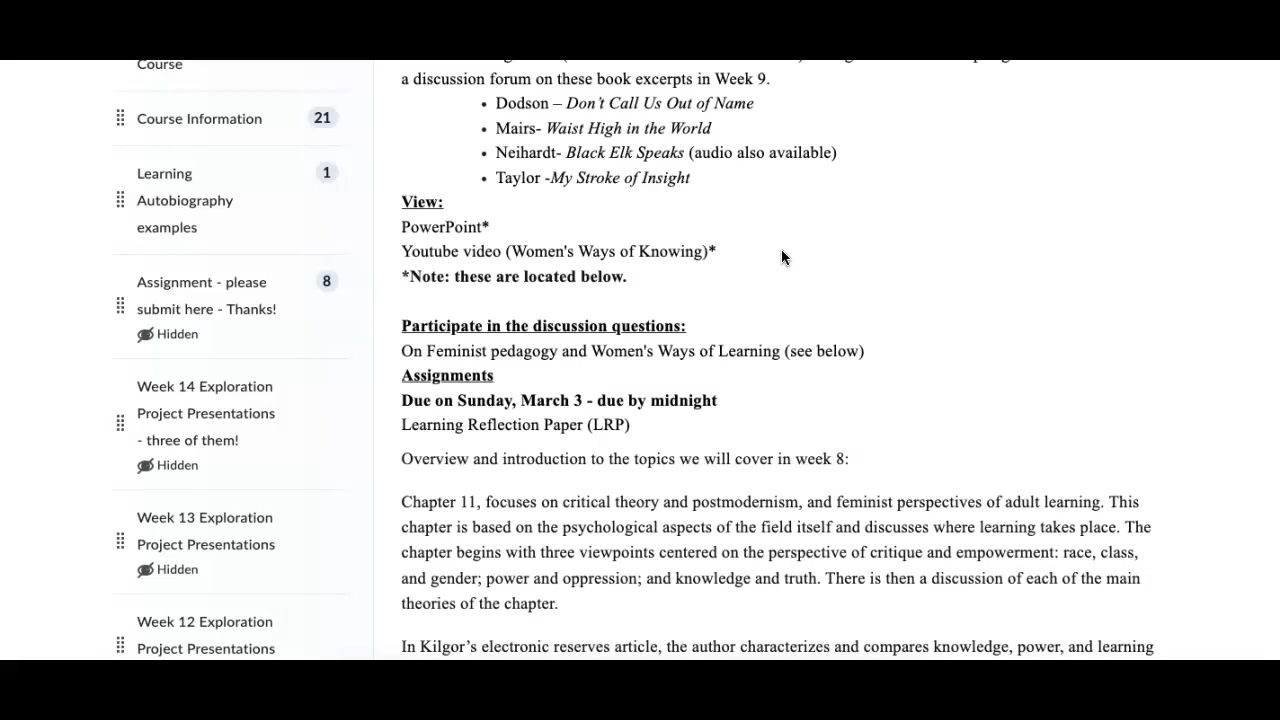 Course
Course Information 21
Learning 1
Autobiography
examples
Assignment - please 8
submit here - Thanks!
Hidden
Week 14 Exploration
Project Presentations
- three of them!
Hidden
Week 13 Exploration
Project Presentations
Hidden
Week 12 Exploration
Project Presentations
a discussion forum on these book excerpts in Week 9.
• Dodson – Don't Call Us Out of Name
• Mairs- Waist High in the World
• Neihardt- Black Elk Speaks (audio also available)
• Taylor -My Stroke of Insight
View:
PowerPoint*
Youtube video (Women's Ways of Knowing)*
*Note: these are located below.
Participate in the discussion questions:
On Feminist pedagogy and Women's Ways of Learning (see below)
Assignments
Due on Sunday, March 3 - due by midnight
Learning Reflection Paper (LRP)
Overview and introduction to the topics we will cover in week 8:
Chapter 11, focuses on critical theory and postmodernism, and feminist perspectives of adult learning. This
chapter is based on the psychological aspects of the field itself and discusses where learning takes place. The
chapter begins with three viewpoints centered on the perspective of critique and empowerment: race, class,
and gender; power and oppression; and knowledge and truth. There is then a discussion of each of the main
theories of the chapter.
In Kilgor’s electronic reserves article, the author characterizes and compares knowledge, power, and learning